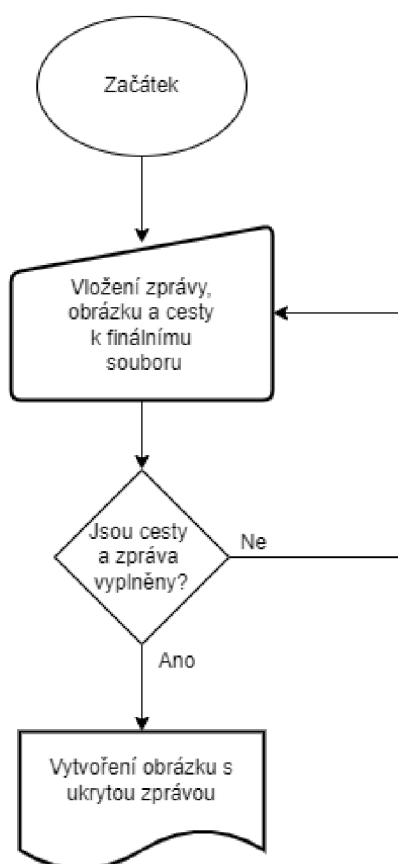 Začátek
Vložení zprávy,
obrázku a cesty
k finálnímu
souboru
Jsou cesty
a zpráva
vyplněny?
Ne
Ano
Vytvoření obrázku s
ukrytou zprávou